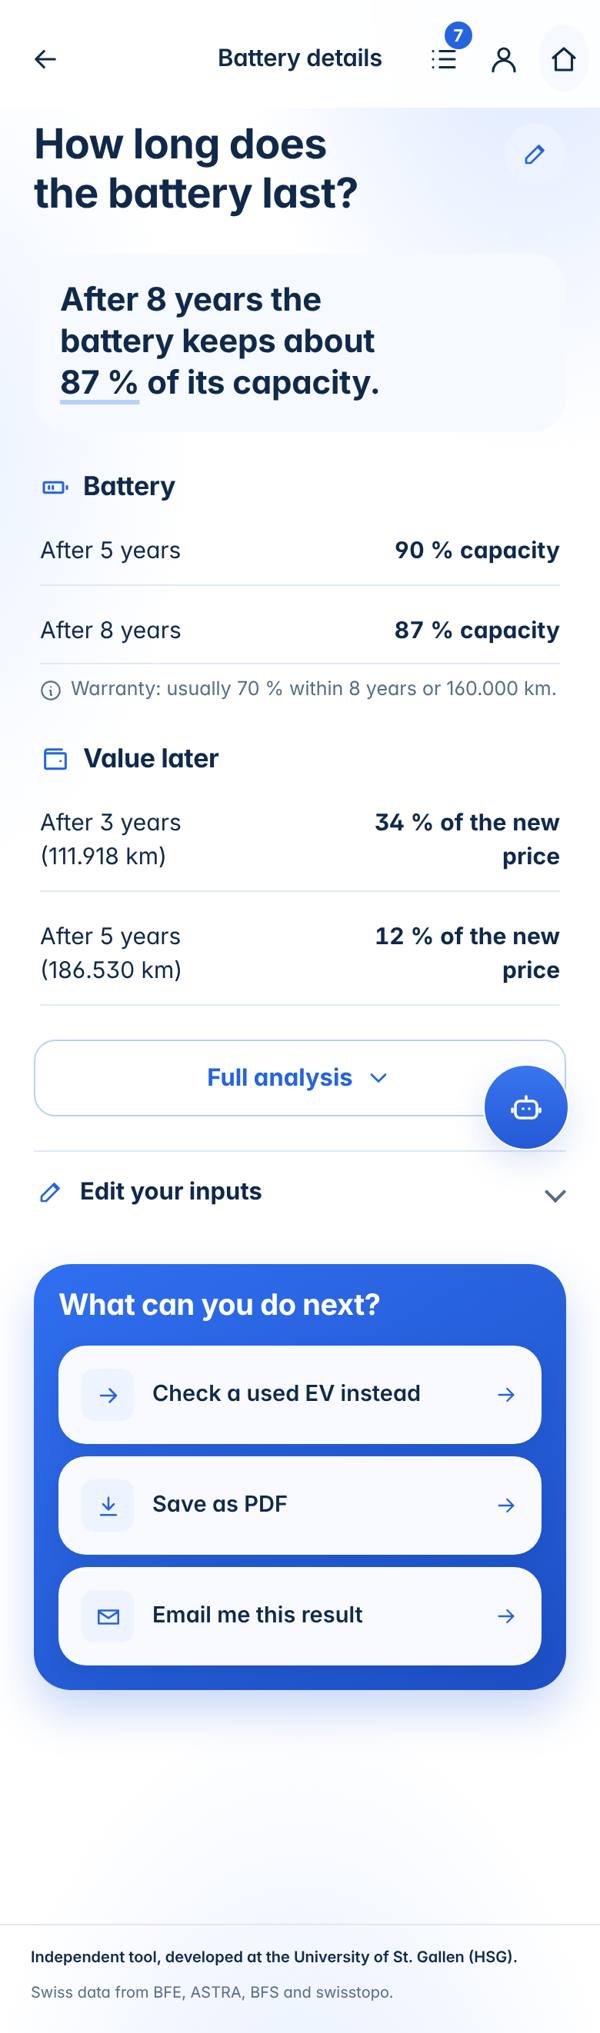 Battery details
7
How long does
the battery last?
After 8 years the
battery keeps about
87 % of its capacity.
Battery
After 5 years 90 % capacity
After 8 years 87 % capacity
Warranty: usually 70 % within 8 years or 160.000 km.
Value later
After 3 years 34 % of the new
(111.918 km) price
After 5 years 12 % of the new
(186.530 km) price
Full analysis
Edit your inputs
What can you do next?
Check a used EV instead
Save as PDF
Email me this result
Independent tool, developed at the University of St. Gallen (HSG).
Swiss data from BFE, ASTRA, BFS and swisstopo.